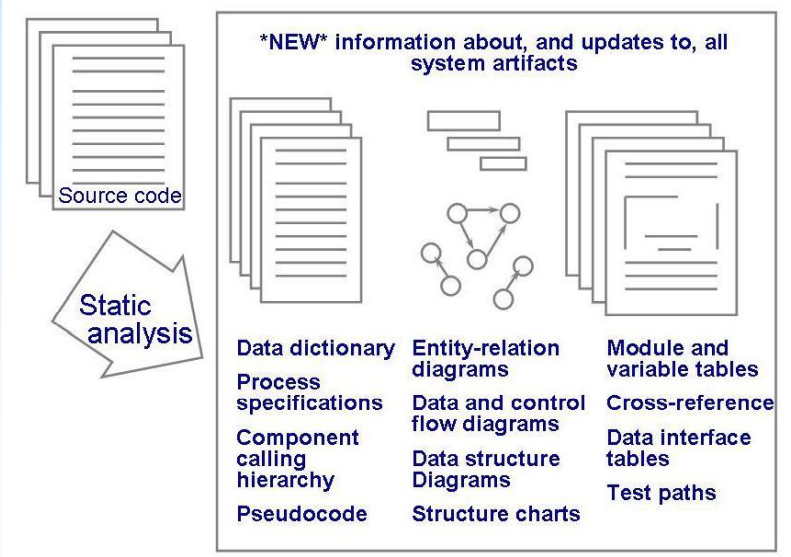 *NEW* information about, and updates to, all
system artifacts
Source code
Static
analysis
Data dictionary
Process
specifications
Component
calling
hierarchy
Pseudocode
Entity-relation
diagrams
Data and control
flow diagrams
Data structure
Diagrams
Structure charts
Module and
variable tables
Cross-reference
Data interface
tables
Test paths